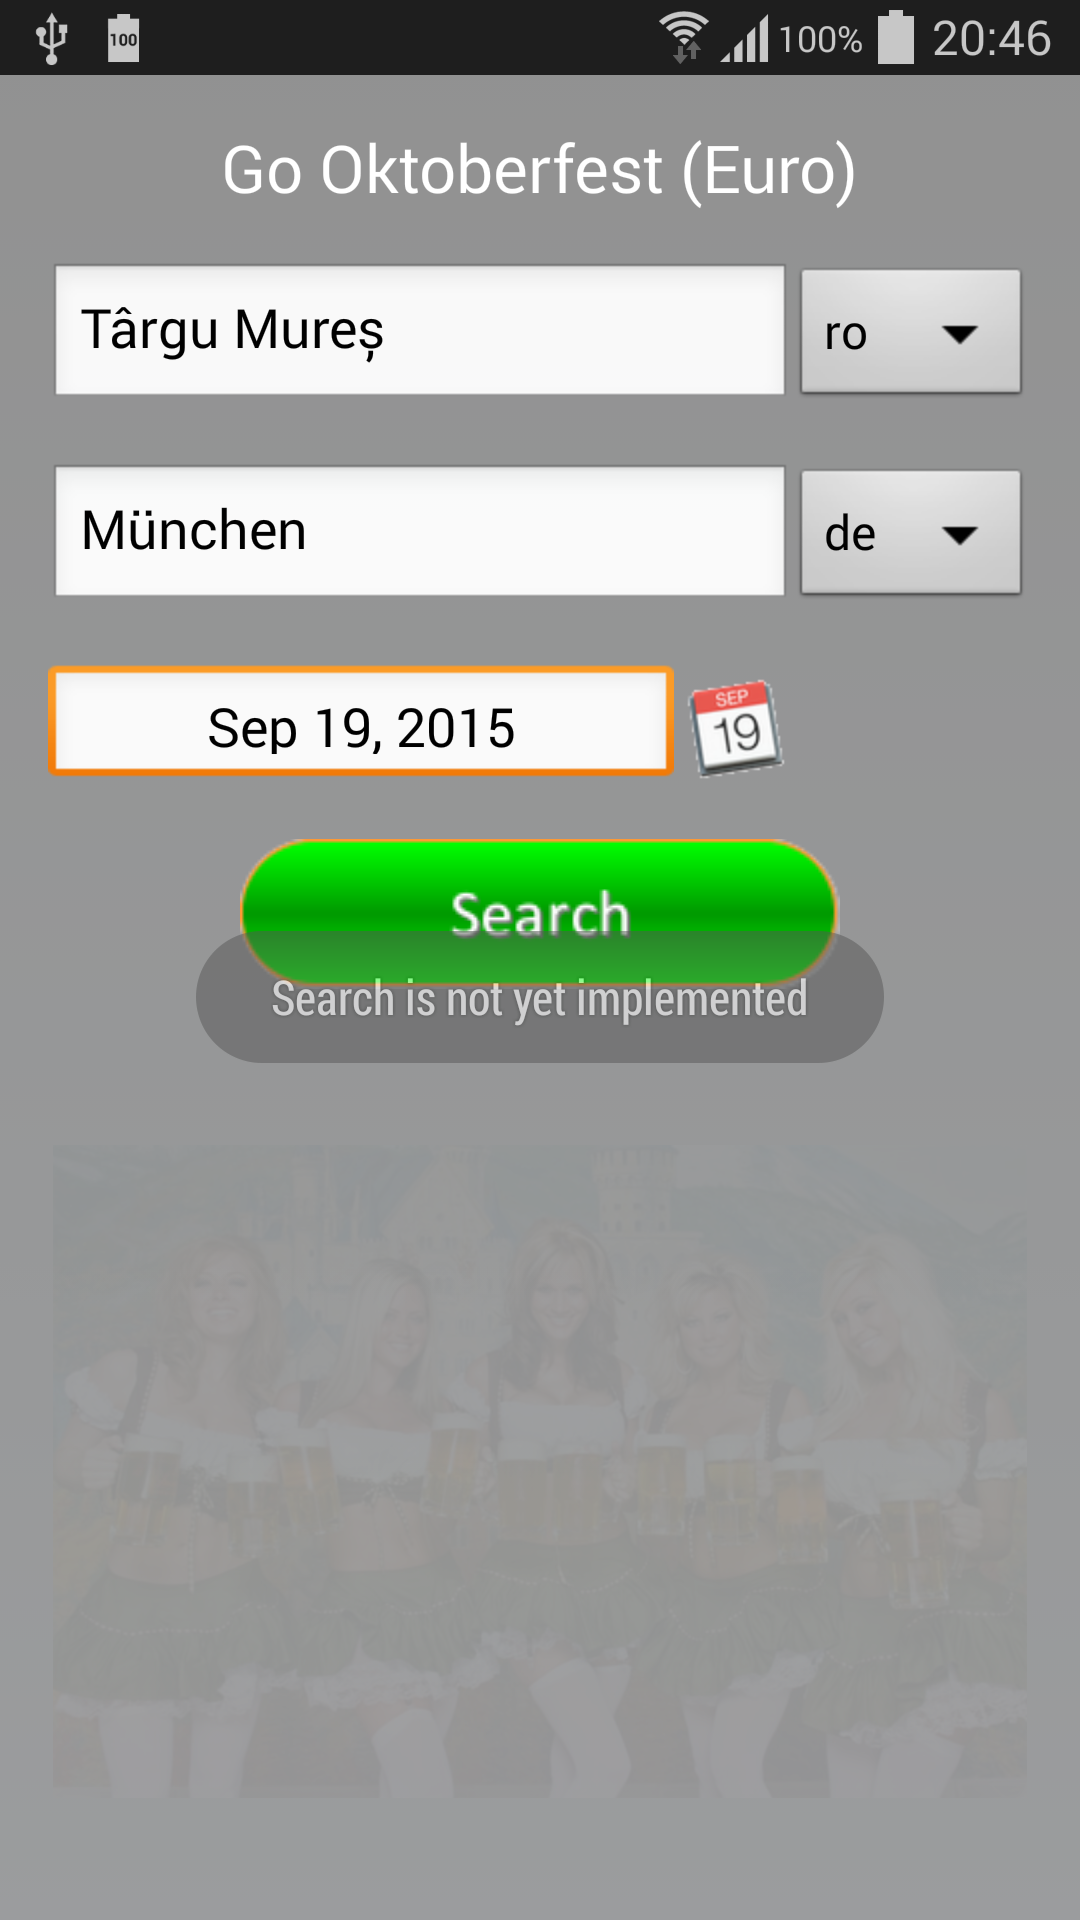 100
100%
20:46
Go Oktoberfest (Euro)
Târgu Mureș
ro
München
de
Sep 19, 2015
SEP
19
Search
Search is not yet implemented